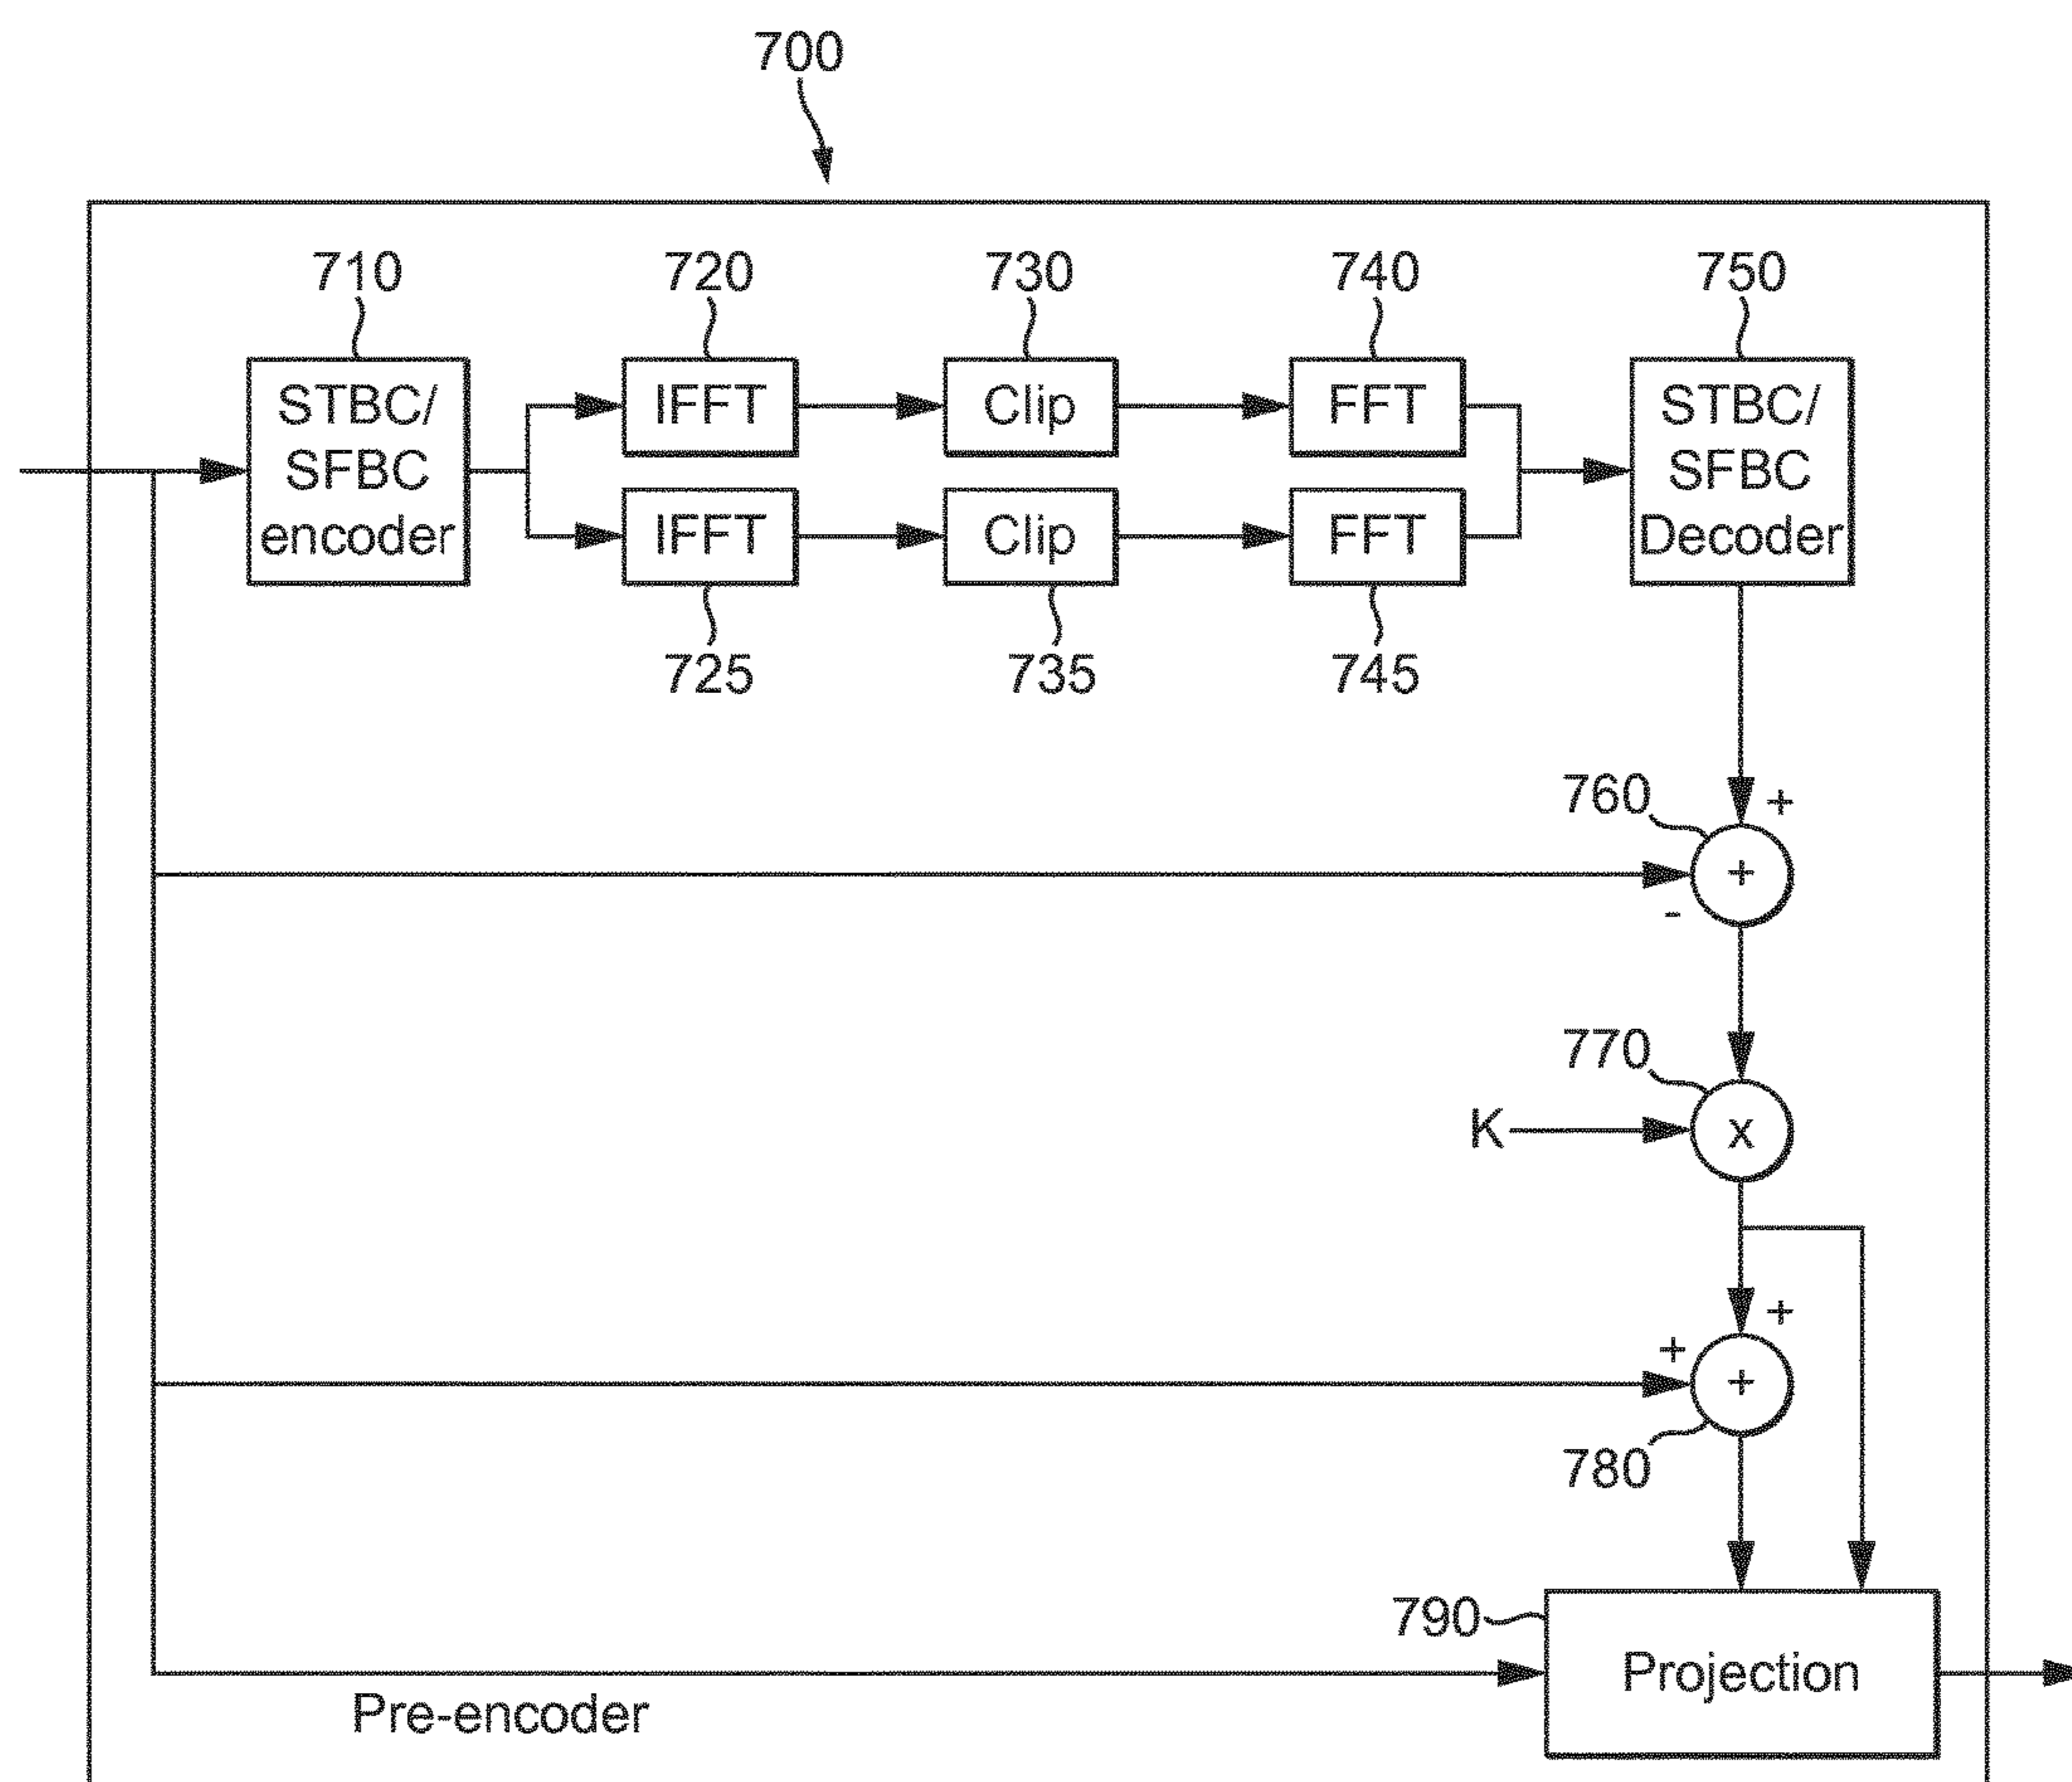 700
710
720
730
740
750
STBC/
SFBC
encoder
IFFT
Clip
FFT
STBC/
SFBC
Decoder
IFFT
Clip
FFT
725
735
745
760
+
+
-
770
K
x
+
+
+
780
790
Projection
Pre-encoder